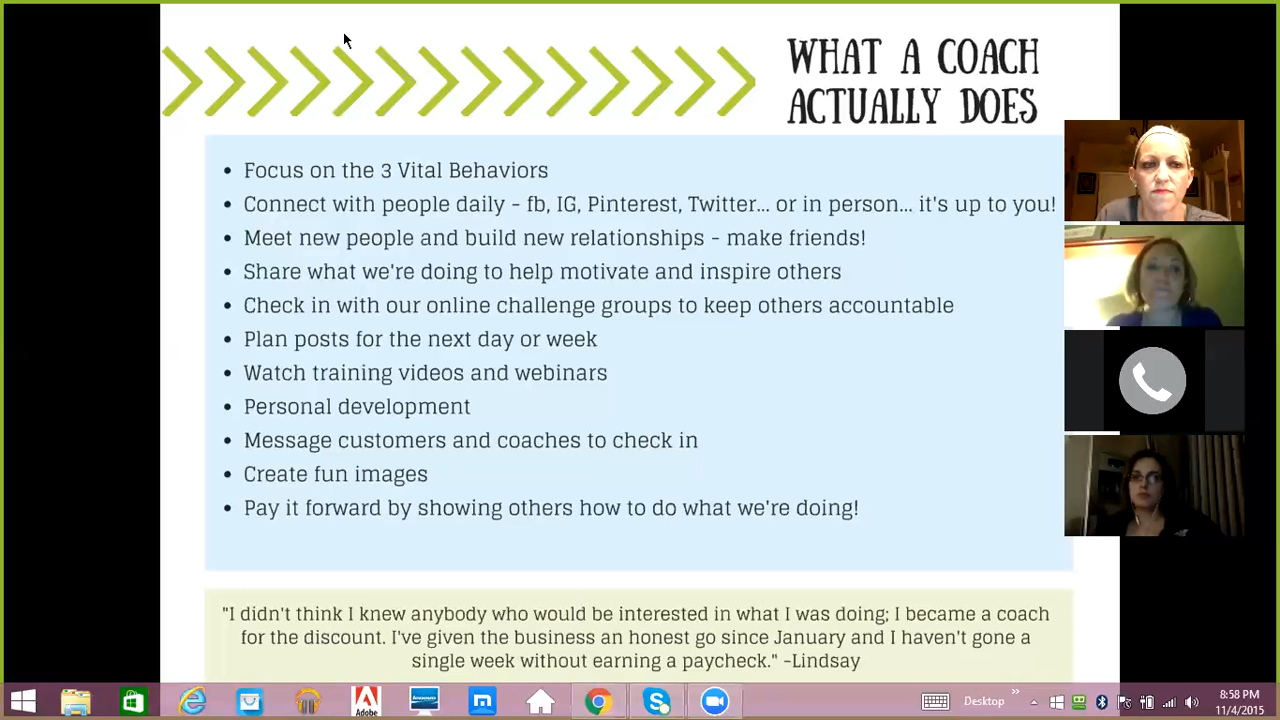 WHAT A COACH
ACTUALLY DOES
• Focus on the 3 Vital Behaviors
• Connect with people daily - fb, IG, Pinterest, Twitter... or in person... it's up to you!
• Meet new people and build new relationships - make friends!
• Share what we're doing to help motivate and inspire others
• Check in with our online challenge groups to keep others accountable
• Plan posts for the next day or week
• Watch training videos and webinars
• Personal development
• Message customers and coaches to check in
• Create fun images
• Pay it forward by showing others how to do what we're doing!
"I didn't think I knew anybody who would be interested in what I was doing; I became a coach
for the discount. I've given the business an honest go since January and I haven't gone a
single week without earning a paycheck." -Lindsay
Adobe
lenovo
Desktop
8:58 PM
11/4/2015